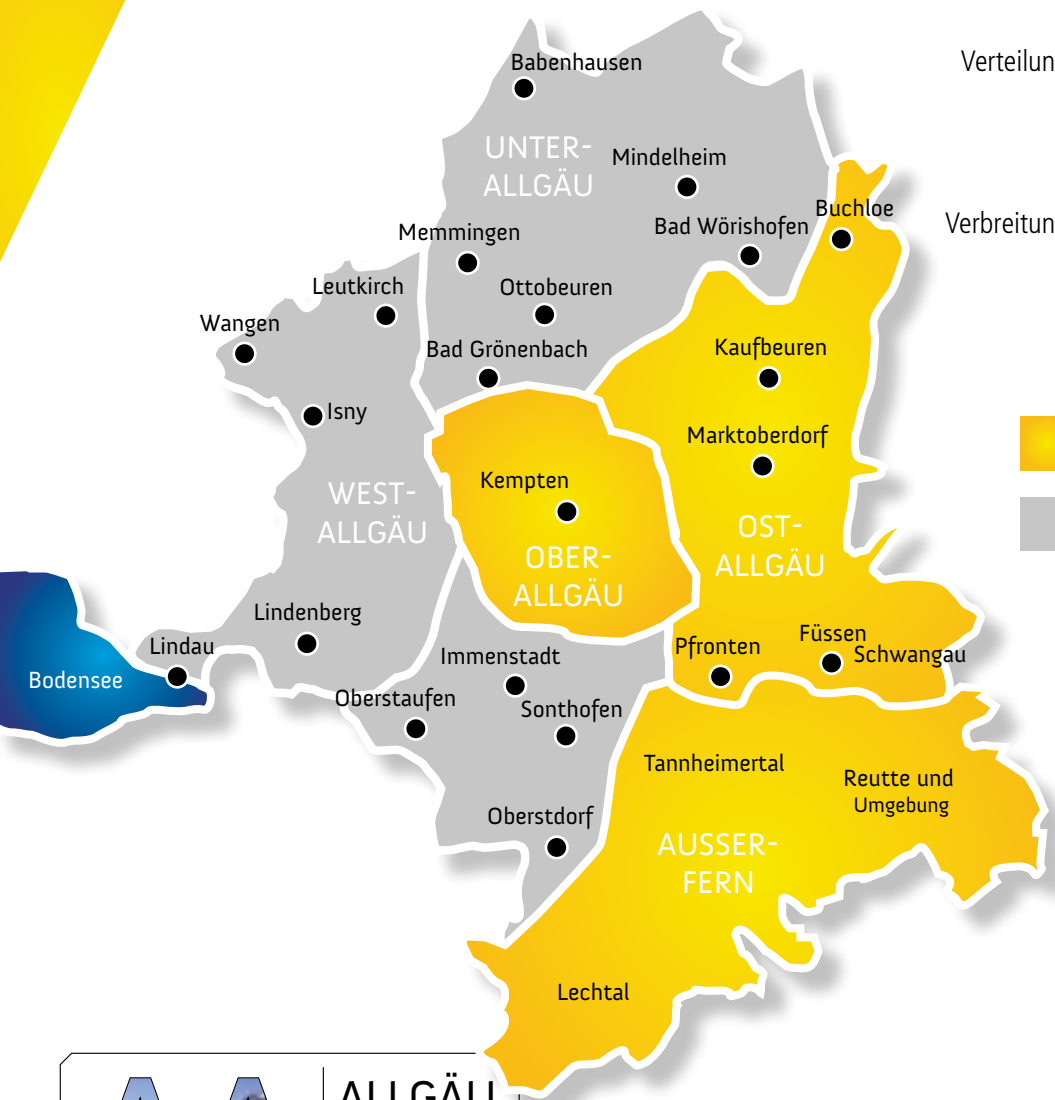 Babenhausen
Verteilun
UNTER-
ALLGÄU
Mindelheim
Buchloe
Memmingen
Bad Wörishofen
Verbreitun
Leutkirch
Ottobeuren
Wangen
Bad Grönenbach
Kaufbeuren
Isny
Marktoberdorf
Kempten
WEST-
ALLGÄU
OST-
ALLGÄU
OBER-
ALLGÄU
Lindenberg
Lindau
Immenstadt
Pfronten
Füssen
Schwangau
Bodensee
Oberstaufen
Sonthofen
Tannheimertal
Reutte und
Umgebung
Oberstdorf
AUSSER-
FERN
Lechtal
ALLGÄU